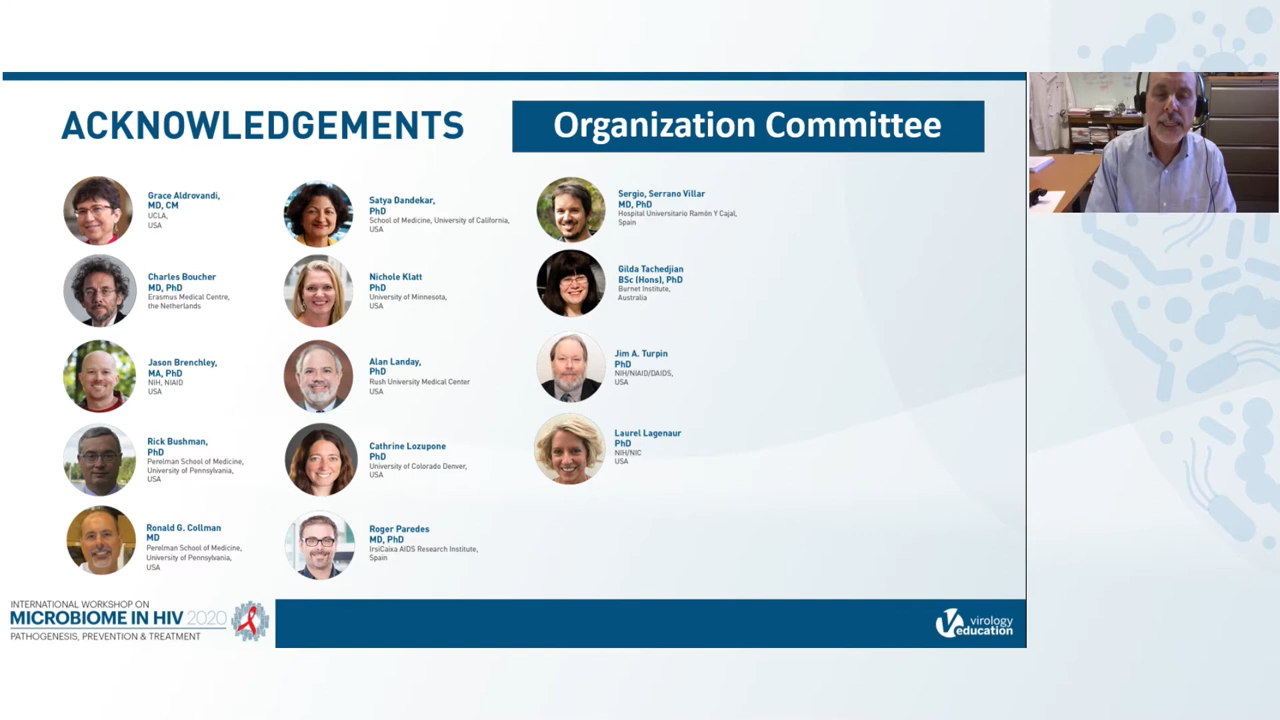 ACKNOWLEDGEMENTS
Organization Committee
Grace Aldrovandi,
MD, CM
UCLA,
USA
Charles Boucher
MD, PhD
Erasmus Medical Centre,
the Netherlands
Jason Brenchley,
MA, PhD
NIH, NIAID
USA
Rick Bushman,
PhD
Perelman School of Medicine,
University of Pennsylvania,
USA
Ronald G. Collman
MD
Perelman School of Medicine,
University of Pennsylvania,
USA
Satya Dandekar,
PhD
School of Medicine, University of California,
USA
Nichole Klatt
PhD
University of Minnesota,
USA
Alan Landay,
PhD
Rush University Medical Center
USA
Cathrine Lozupone
PhD
University of Colorado Denver,
USA
Roger Paredes
MD, PhD
IrsiCaixa AIDS Research Institute,
Spain
Sergio, Serrano Villar
MD, PhD
Hospital Universitario Ramón Y Cajal,
Spain
Gilda Tachedjian
BSc (Hons), PhD
Burnet Institute,
Australia
Jim A. Turpin
PhD
NIH/NIAID/DAIDS,
USA
Laurel Lagenaur
PhD
NIH/NIC
USA
INTERNATIONAL WORKSHOP ON
MICROBIOME IN HIV 2020
PATHOGENESIS, PREVENTION & TREATMENT
virology
education